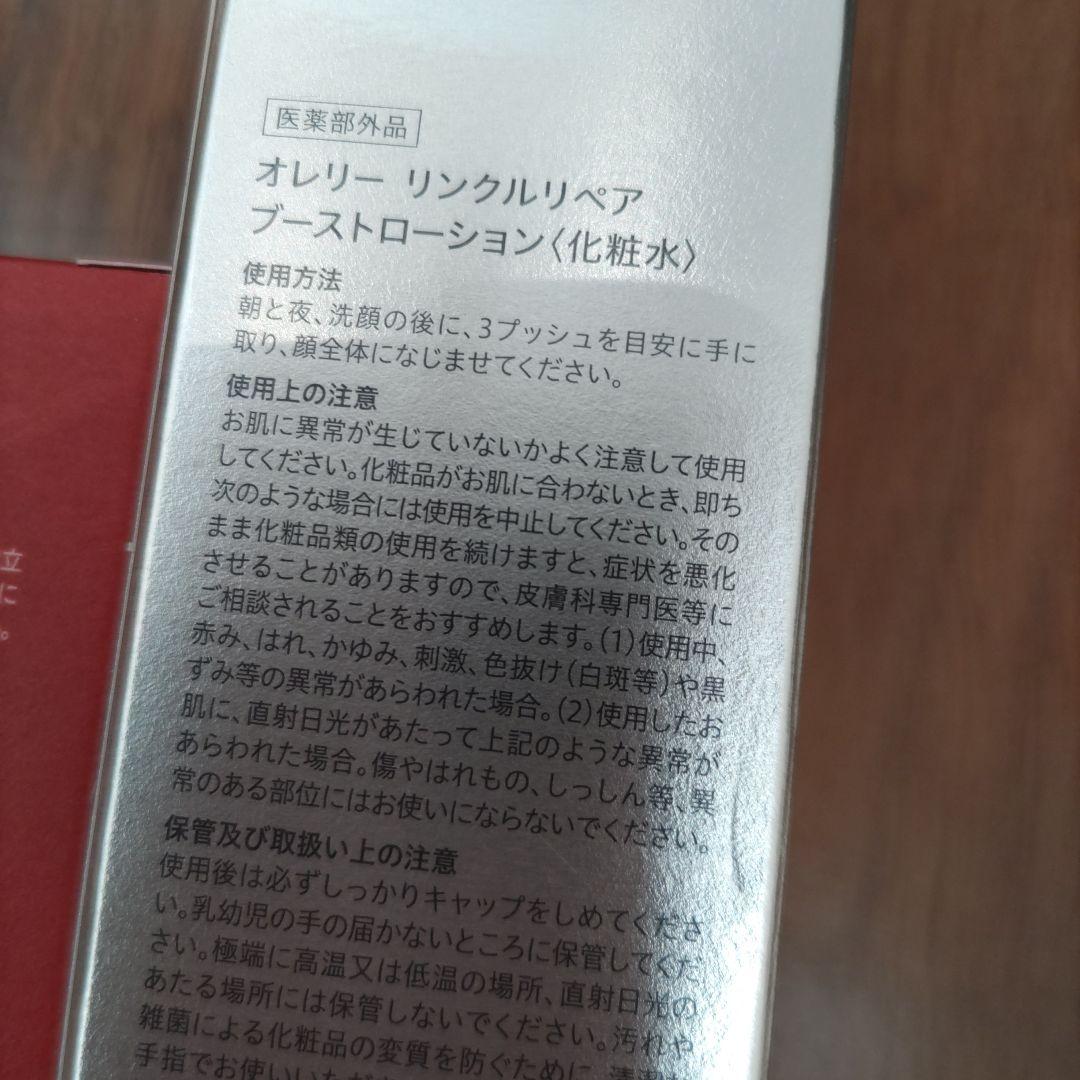 医薬部外品
オレリー リンクルリペア
ブーストローション〈化粧水〉
使用方法
朝と夜、洗顔の後に、3プッシュを目安に手に
取り、顔全体になじませてください。
使用上の注意
お肌に異常が生じていないかよく注意して使用
してください。化粧品がお肌に合わないとき、即ち
次のような場合には使用を中止してください。その
まま化粧品類の使用を続けますと、症状を悪化
させることがありますので、皮膚科専門医等に
ご相談されることをおすすめします。(1)使用中、
赤み、はれ、かゆみ、刺激、色抜け(白斑等)や黒
ずみ等の異常があらわれた場合。(2)使用したお
肌に、直射日光があたって上記のような異常が
あらわれた場合。傷やはれもの、しっしん等、異
常のある部位にはお使いにならないでください。
保管及び取扱い上の注意
使用後は必ずしっかりキャップをしめてくださ
い。乳幼児の手の届かないところに保管してくだ
さい。極端に高温又は低温の場所、直射日光の
あたる場所には保管しないでください。汚れや
雑菌による化粧品の変質を防ぐために、清潔な
手指でお使いいただ
立
に
。